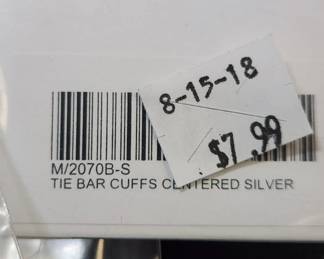 8-15-18
$7.99
M/2070B-S
TIE BAR CUFFS CENTERED SILVER